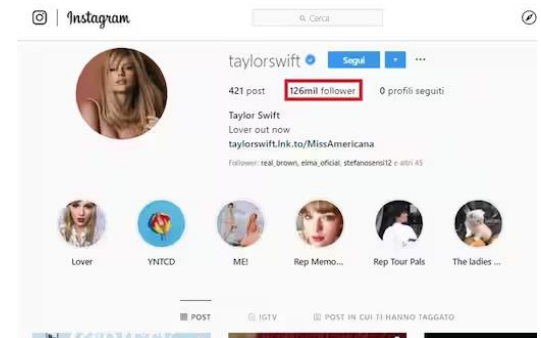 Instagram
Cerca
taylorswift Segui
421 post 126mil follower 0 profili seguiti
Taylor Swift
Lover out now
taylorswift.lnk.to/MissAmericana
Follower: real_brown, elma_oficial, stefanosensi12 e altri 45
Lover YNTCD ME! Rep Memo... Rep Tour Pals The ladies ...
POST IGTV POST IN CUI TI HANNO TAGGATO